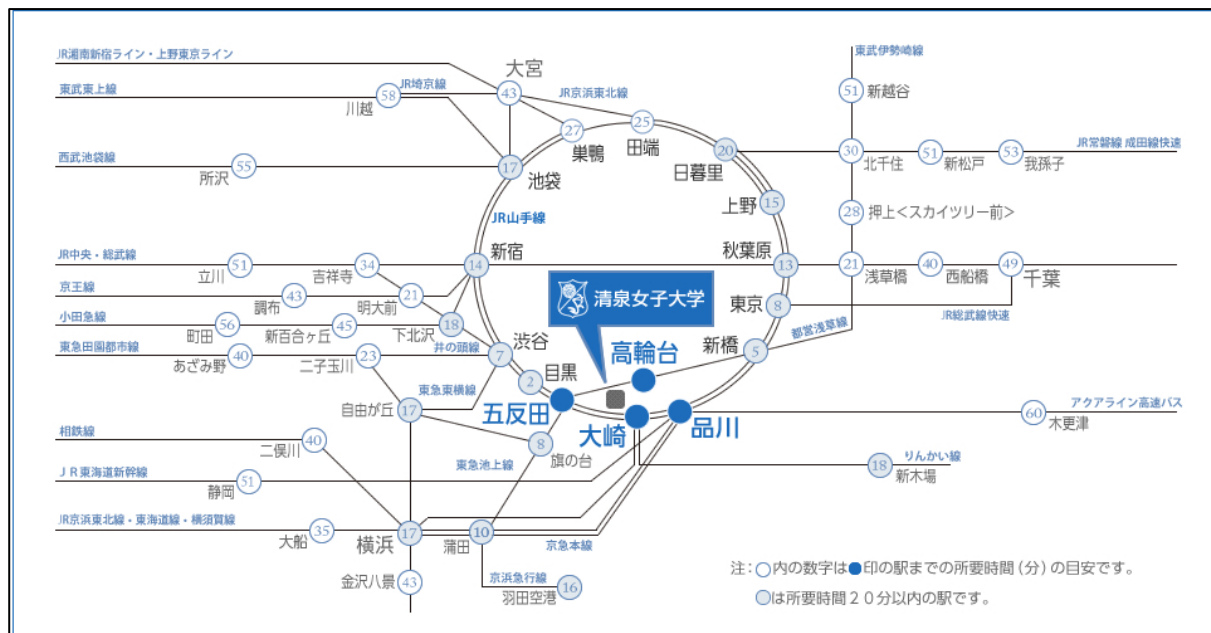 JR湘南新宿ライン・上野東京ライン
大宮
43
東武伊勢崎線
東武東上線
58
川越
JR埼京線
JR京浜東北線
51
新越谷
27
巣鴨
25
田端
20
日暮里
30
北千住
51
新松戸
53
我孫子
JR常磐線 成田線快速
西武池袋線
55
所沢
17
池袋
15
上野
28
押上<スカイツリー前>
JR山手線
JR中央・総武線
51
立川
34
吉祥寺
14
新宿
秋葉原
13
21
浅草橋
40
西船橋
49
千葉
京王線
43
調布
21
明大前
清泉女子大学
東京
8
JR総武線快速
小田急線
56
町田
45
新百合ヶ丘
18
下北沢
都営浅草線
東急田園都市線
40
あざみ野
23
二子玉川
井の頭線
7
渋谷
新橋
5
2
目黒
高輪台
東急東横線
自由が丘
17
五反田
大崎
品川
60
木更津
アクアライン高速バス
相鉄線
40
二俣川
8
旗の台
東急池上線
りんかい線
18
新木場
JR東海道新幹線
51
静岡
JR京浜東北線・東海道線・横須賀線
35
大船
17
横浜
10
蒲田
京急本線
43
金沢八景
京浜急行線
16
羽田空港
注:○内の数字は●印の駅までの所要時間(分)の目安です。
○は所要時間20分以内の駅です。